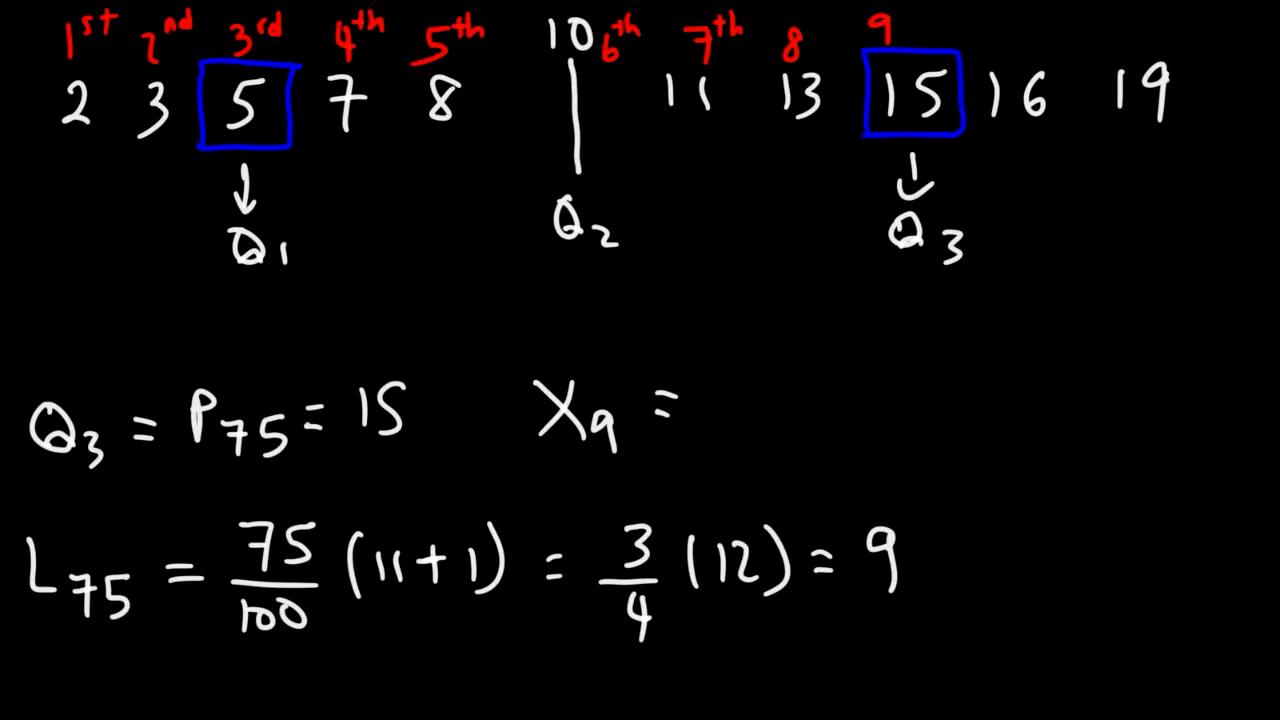 1st 2nd 3rd 4th 5th 10 6th 7th 8 9
2 3 5 7 8 11 13 15 16 19
Q1 Q2 Q3
Q3 = P75 = 15 X9 =
L75 = 75/100 (11+1) = 3/4 (12) = 9